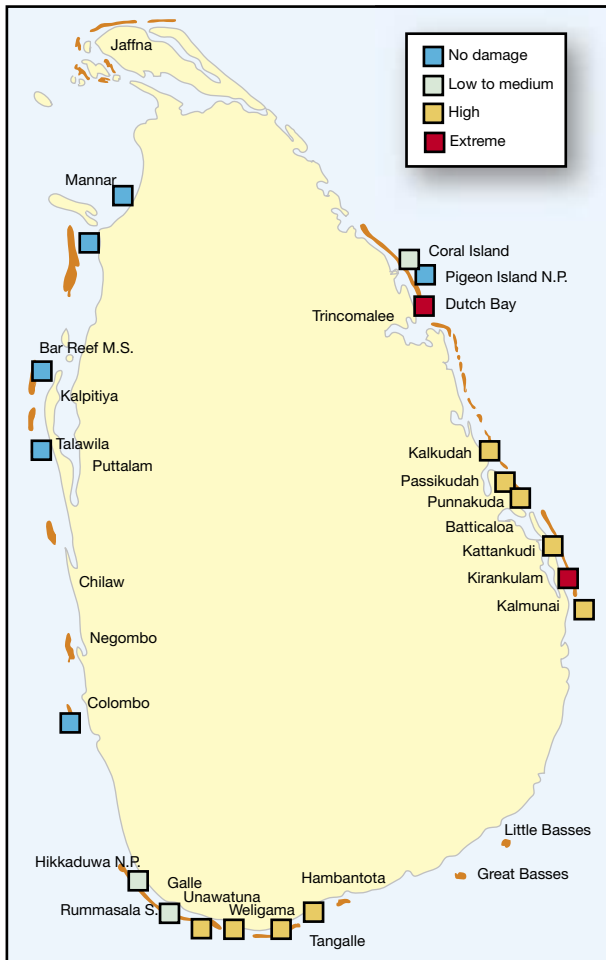 Jaffna
No damage
Low to medium
High
Extreme
Mannar
Coral Island
Pigeon Island N.P.
Dutch Bay
Trincomalee
Bar Reef M.S.
Kalpitiya
Talawila
Puttalam
Kalkudah
Passikudah
Punnakuda
Batticaloa
Kattankudi
Kirankulam
Kalmunai
Chilaw
Negombo
Colombo
Little Basses
Great Basses
Hikkaduwa N.P.
Galle
Hambantota
Unawatuna
Rummasala S.
Weligama
Tangalle